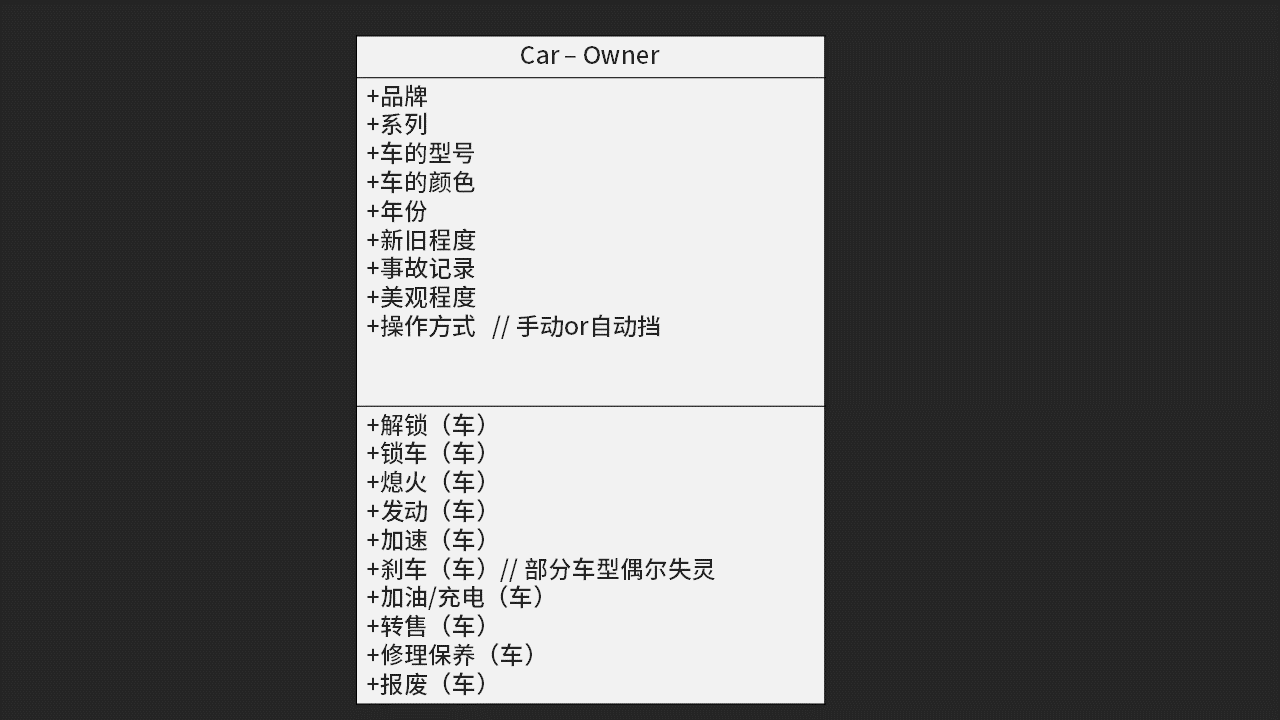 Car – Owner
+品牌
+系列
+车的型号
+车的颜色
+年份
+新旧程度
+事故记录
+美观程度
+操作方式 // 手动or自动挡
+解锁（车）
+锁车（车）
+熄火（车）
+发动（车）
+加速（车）
+刹车（车）// 部分车型偶尔失灵
+加油/充电（车）
+转售（车）
+修理保养（车）
+报废（车）